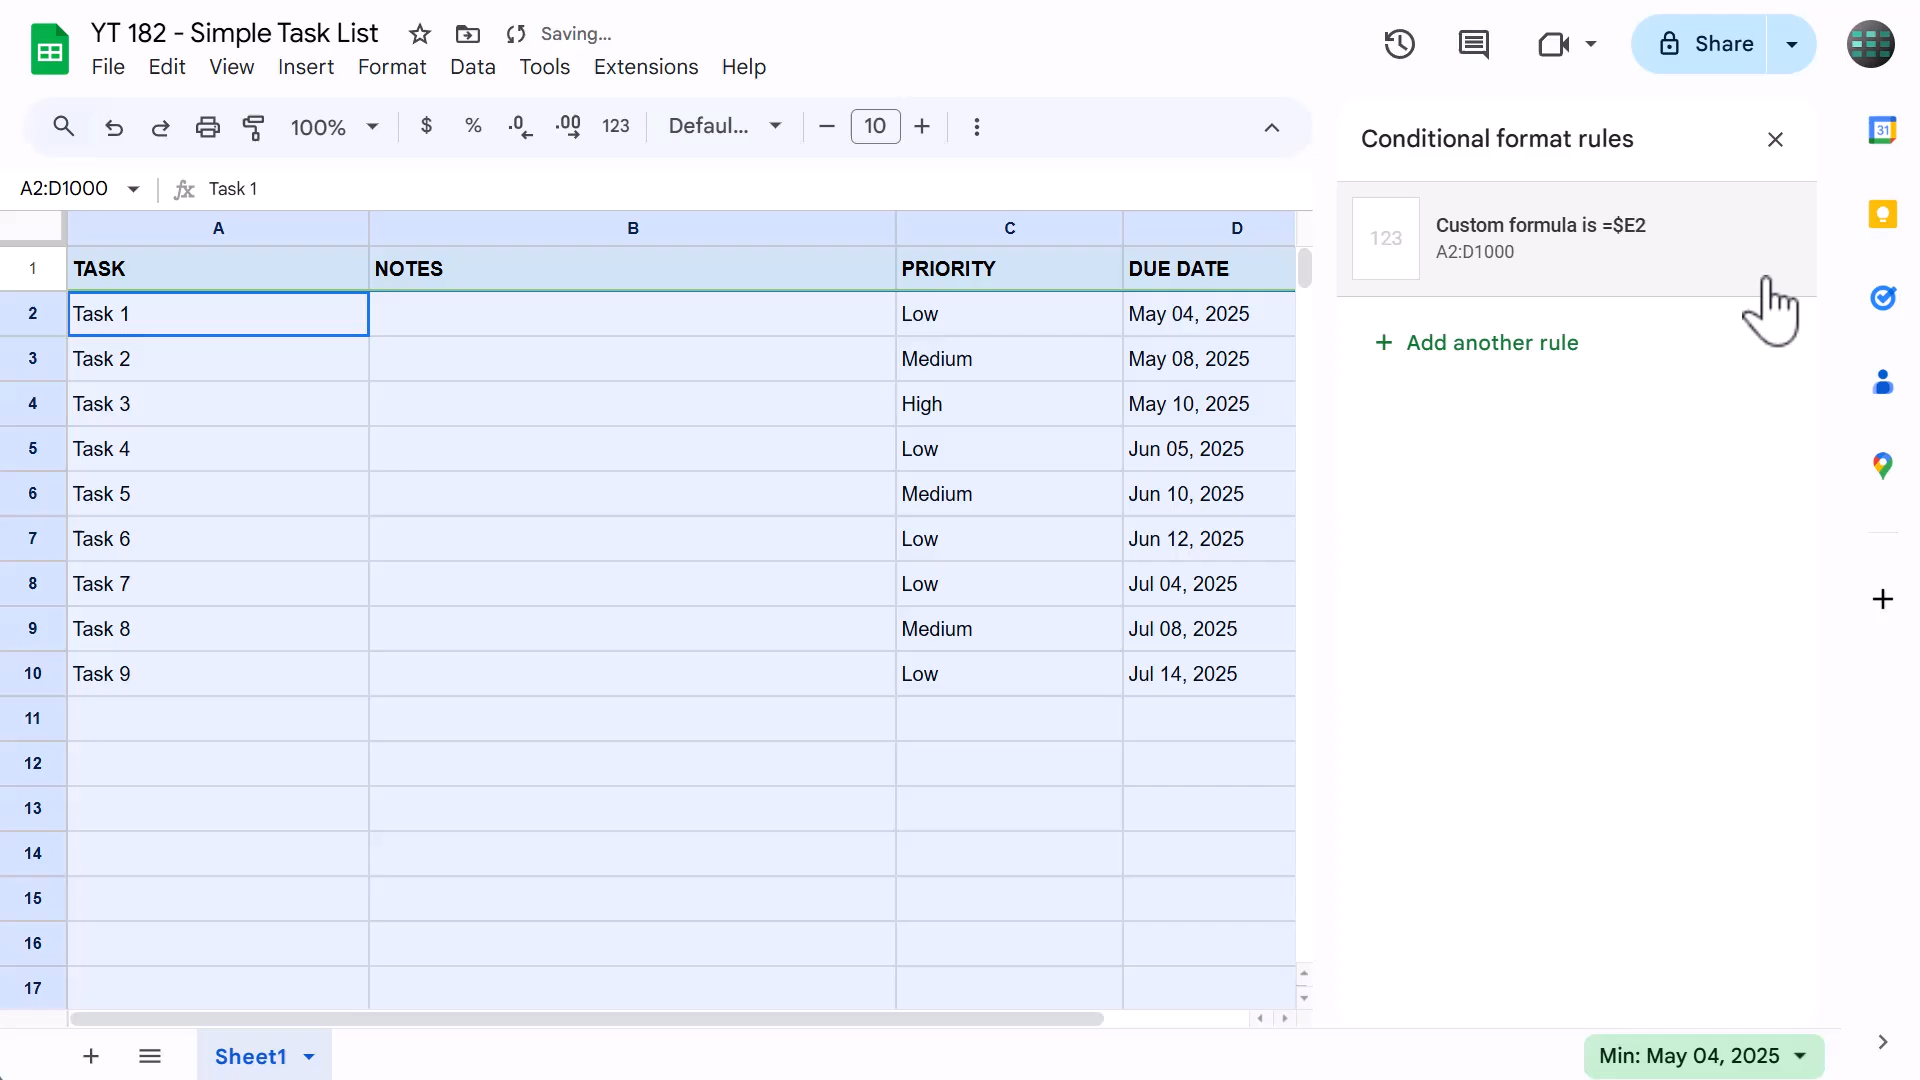 YT 182 - Simple Task List Saving...
File Edit View Insert Format Data Tools Extensions Help
Share
100% $ % .0 .00 123 Defaul... 10
A2:D1000 fx Task 1
A B C D
1 TASK NOTES PRIORITY DUE DATE
2 Task 1 Low May 04, 2025
3 Task 2 Medium May 08, 2025
4 Task 3 High May 10, 2025
5 Task 4 Low Jun 05, 2025
6 Task 5 Medium Jun 10, 2025
7 Task 6 Low Jun 12, 2025
8 Task 7 Low Jul 04, 2025
9 Task 8 Medium Jul 08, 2025
10 Task 9 Low Jul 14, 2025
11
12
13
14
15
16
17
Conditional format rules
123
Custom formula is =$E2
A2:D1000
+ Add another rule
31
Sheet1
Min: May 04, 2025